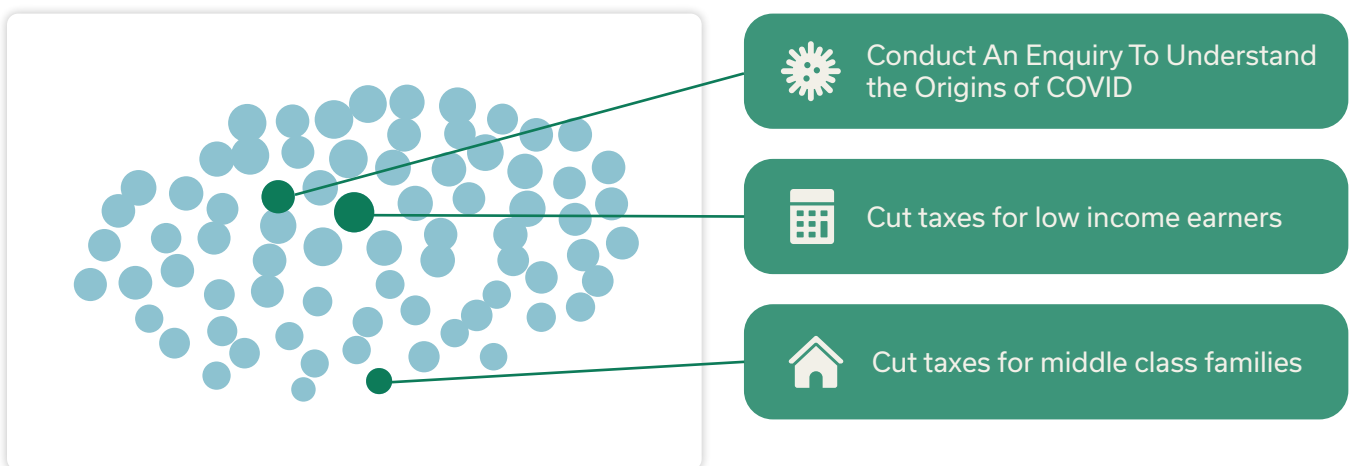 Conduct An Enquiry To Understand
the Origins of COVID
Cut taxes for low income earners
Cut taxes for middle class families